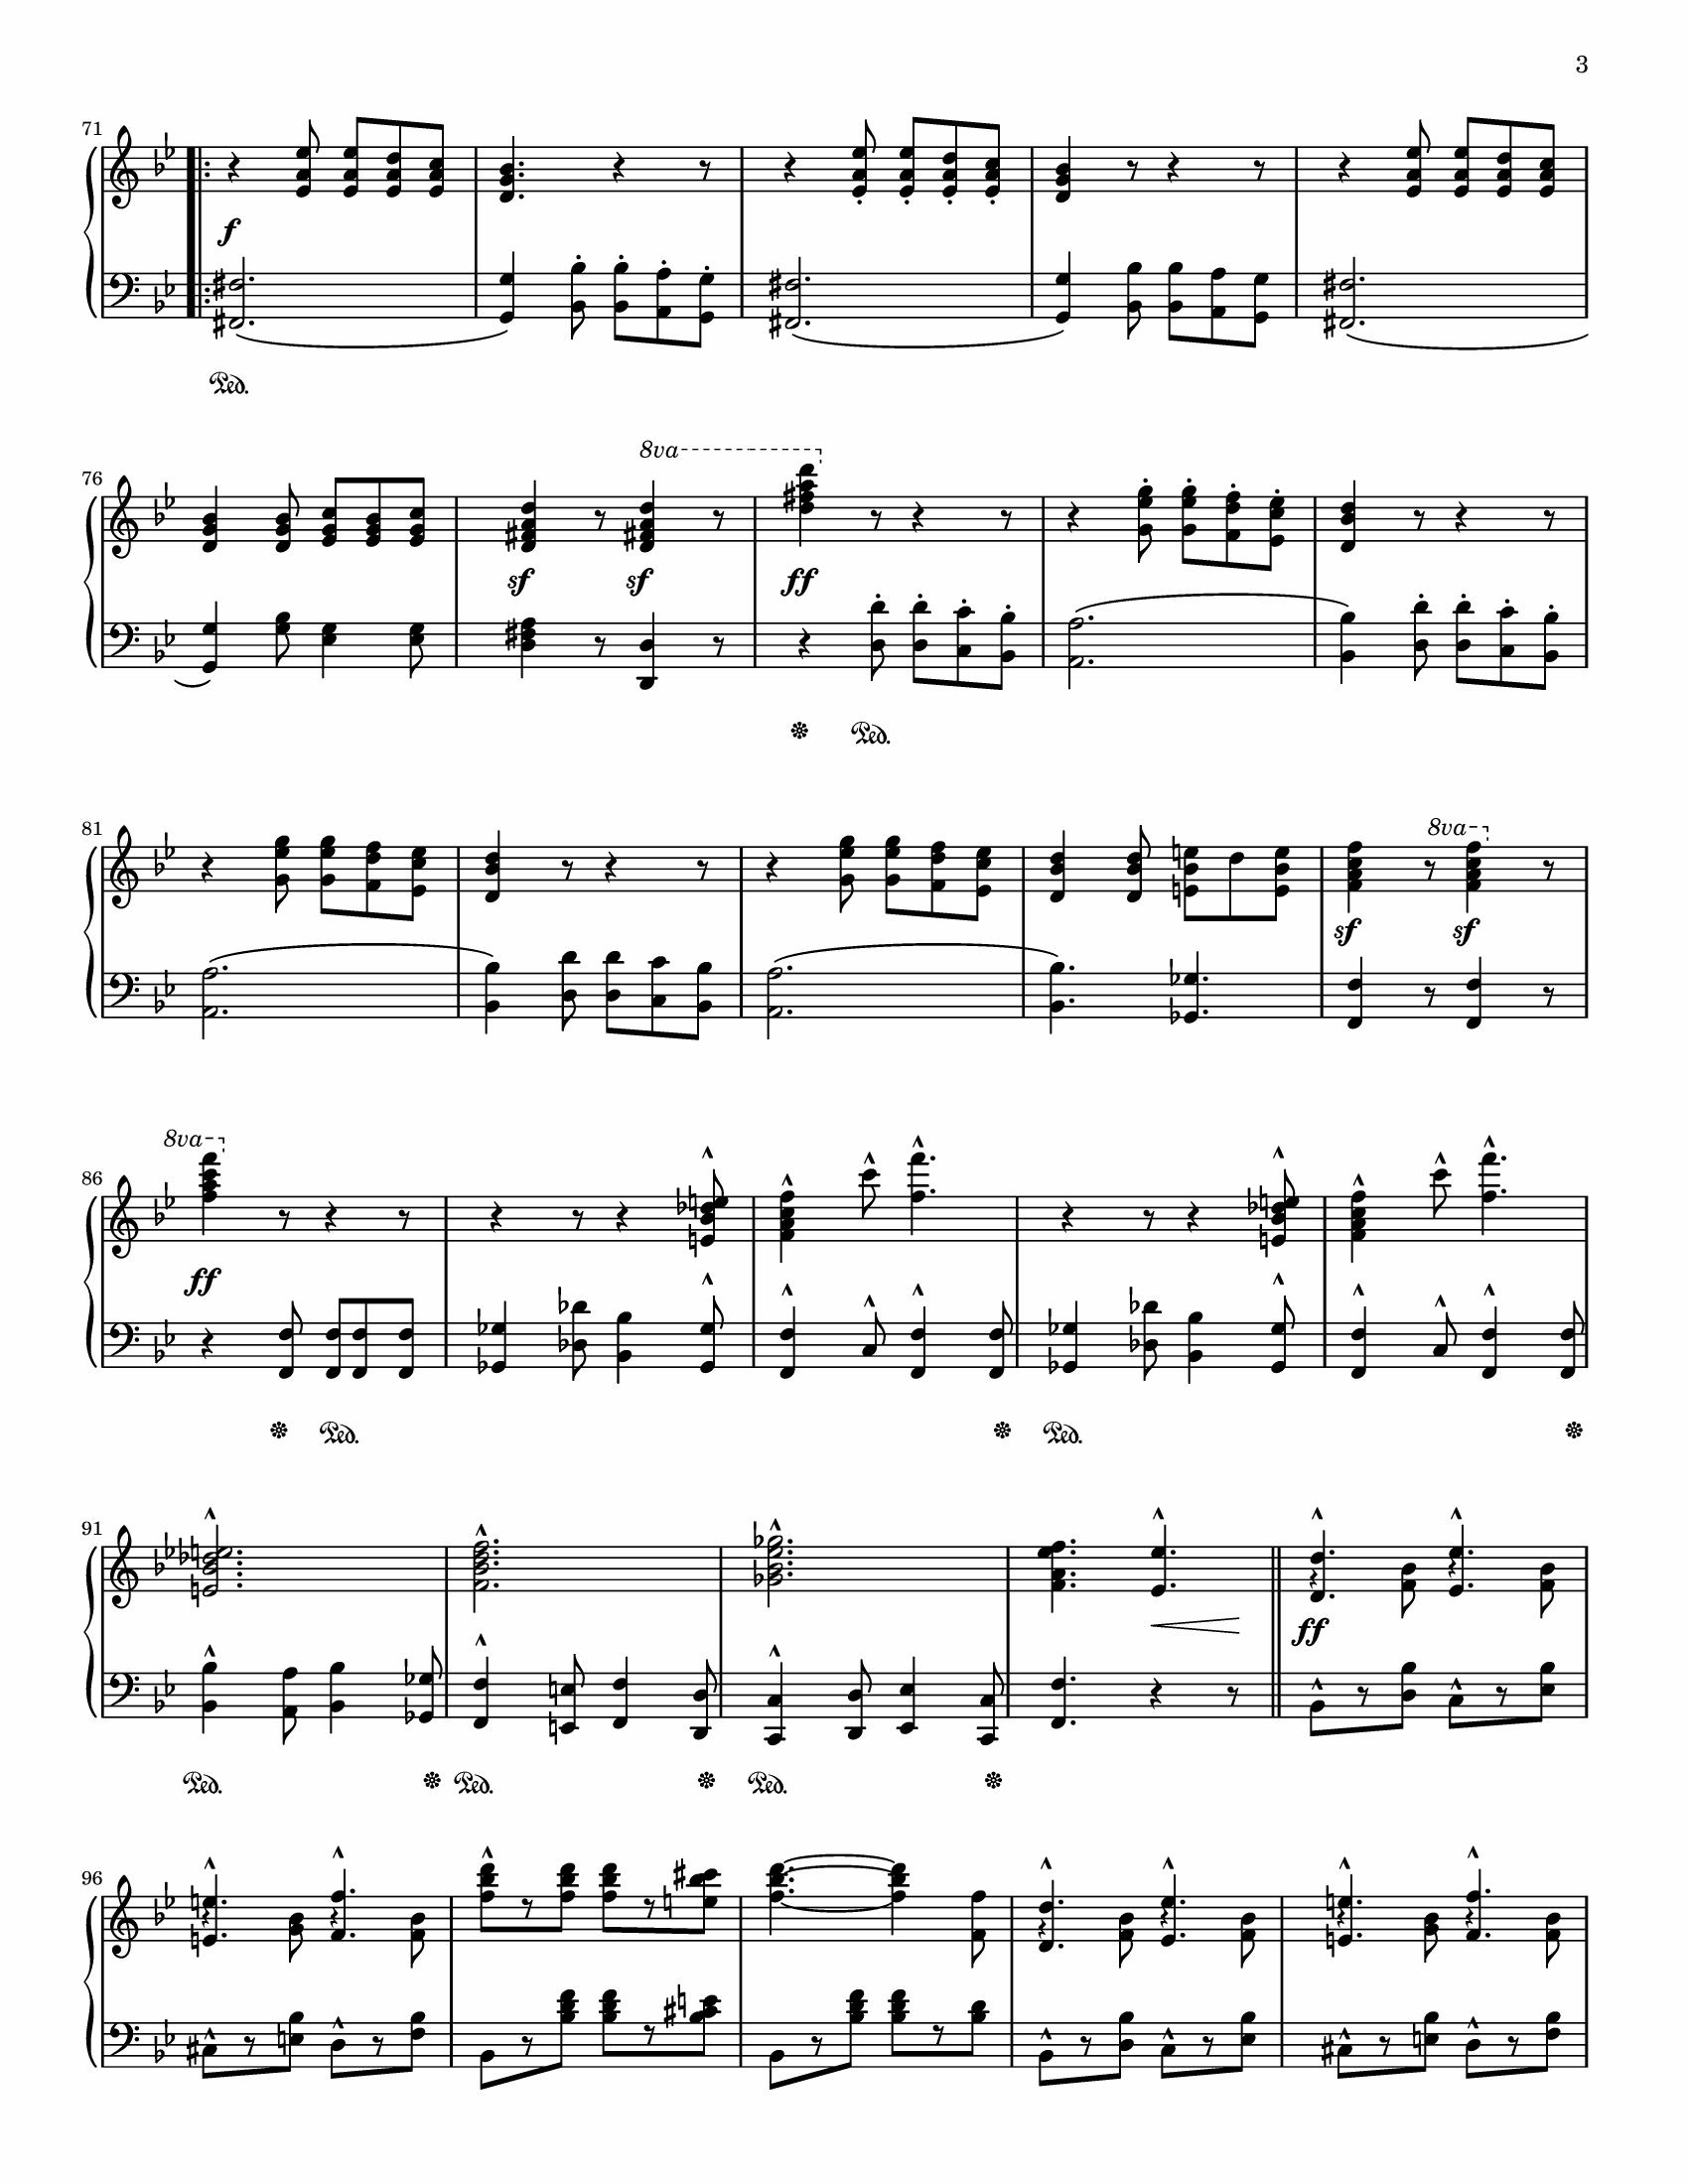 3
71
f
Ped.
76
8va
sf sf ff
Ped.
81
8va
sf sf
86
8va
ff
Ped. Ped.
91
ff
Ped. Ped. Ped.
96